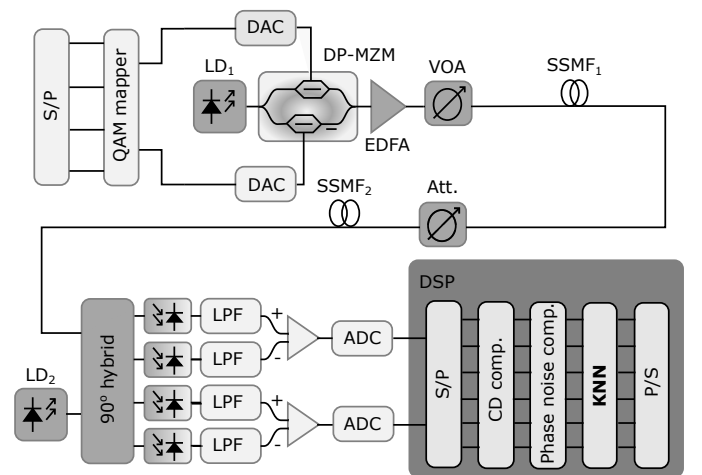 DAC
DP-MZM
LD₁
VOA
SSMF₁
S/P
QAM mapper
EDFA
DAC
SSMF₂
Att.
DSP
LPF
+
LPF
-
ADC
LD₂
90° hybrid
LPF
+
LPF
-
ADC
S/P
CD comp.
Phase noise comp.
KNN
P/S